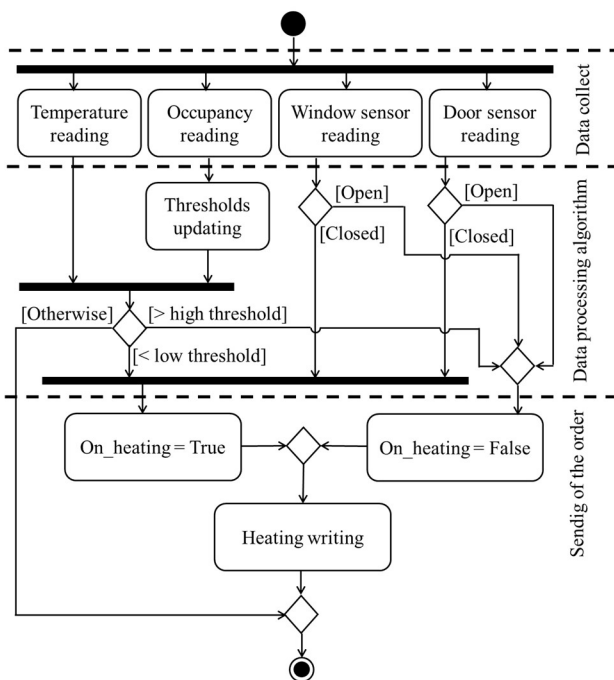 Temperature
reading
Occupancy
reading
Window sensor
reading
Door sensor
reading
Data collect
Thresholds
updating
[Open]
[Open]
[Closed]
[Closed]
[Otherwise]
[> high threshold]
[< low threshold]
Data processing algorithm
On_heating = True
On_heating = False
Heating writing
Sendig of the order